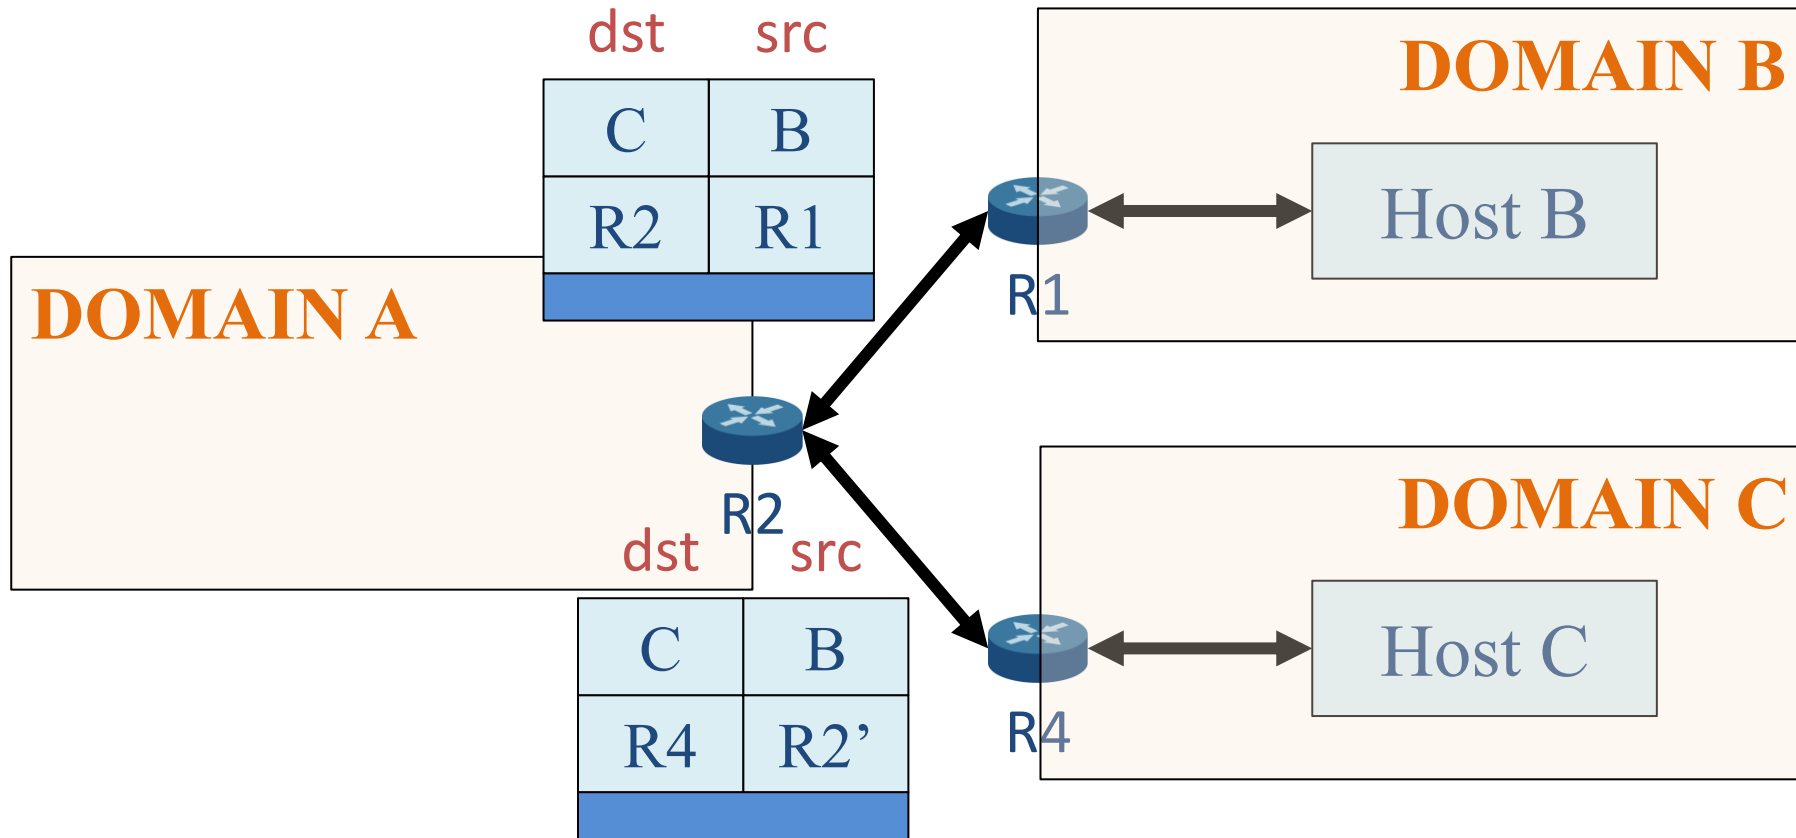 dst src
C B
R2 R1
DOMAIN B
Host B
R1
DOMAIN A
R2
dst src
C B
R4 R2’
DOMAIN C
Host C
R4